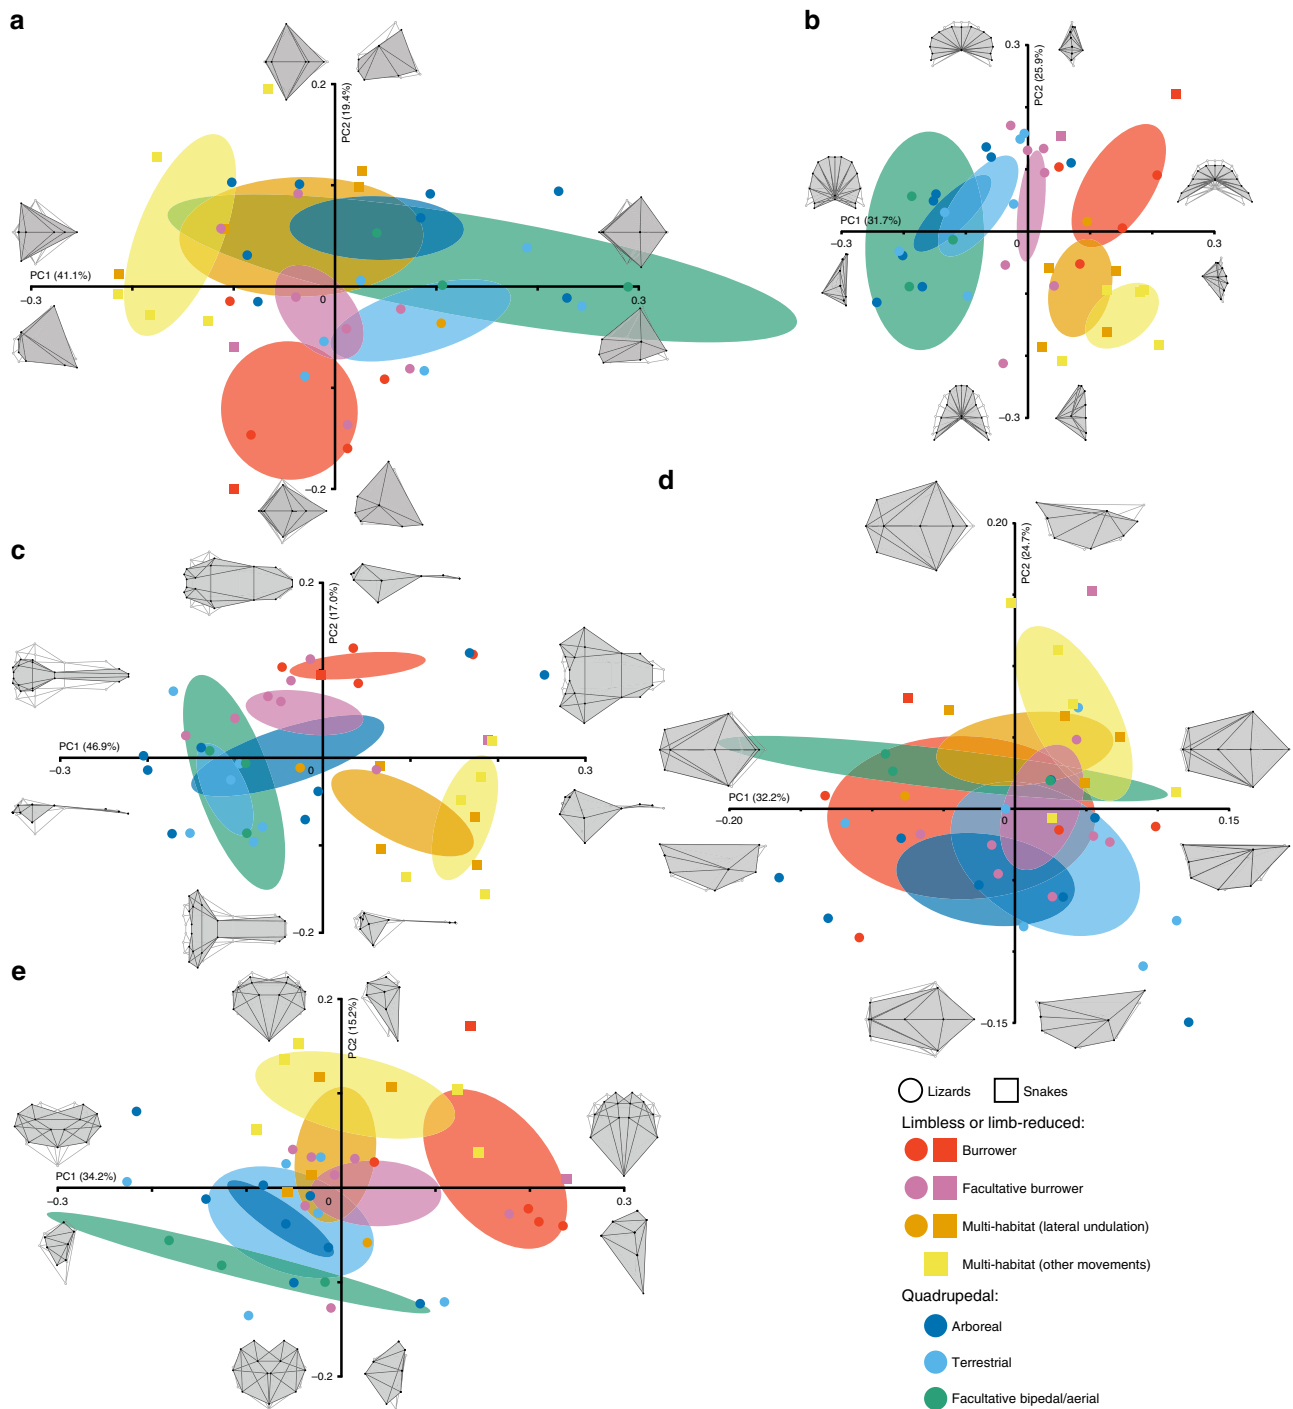 a
0.2
PC2 (19.4%)
PC1 (41.1%)
–0.3
0
0.3
–0.2
b
0.3
PC2 (25.9%)
PC1 (31.7%)
–0.3
0
0.3
–0.3
c
0.2
PC2 (17.0%)
PC1 (46.9%)
–0.3
0
0.3
–0.2
d
0.20
PC2 (24.7%)
PC1 (32.2%)
–0.20
0
0.15
–0.15
e
0.2
PC2 (15.2%)
PC1 (34.2%)
–0.3
0
0.3
–0.2
Lizards Snakes
Limbless or limb-reduced:
Burrower
Facultative burrower
Multi-habitat (lateral undulation)
Multi-habitat (other movements)
Quadrupedal:
Arboreal
Terrestrial
Facultative bipedal/aerial